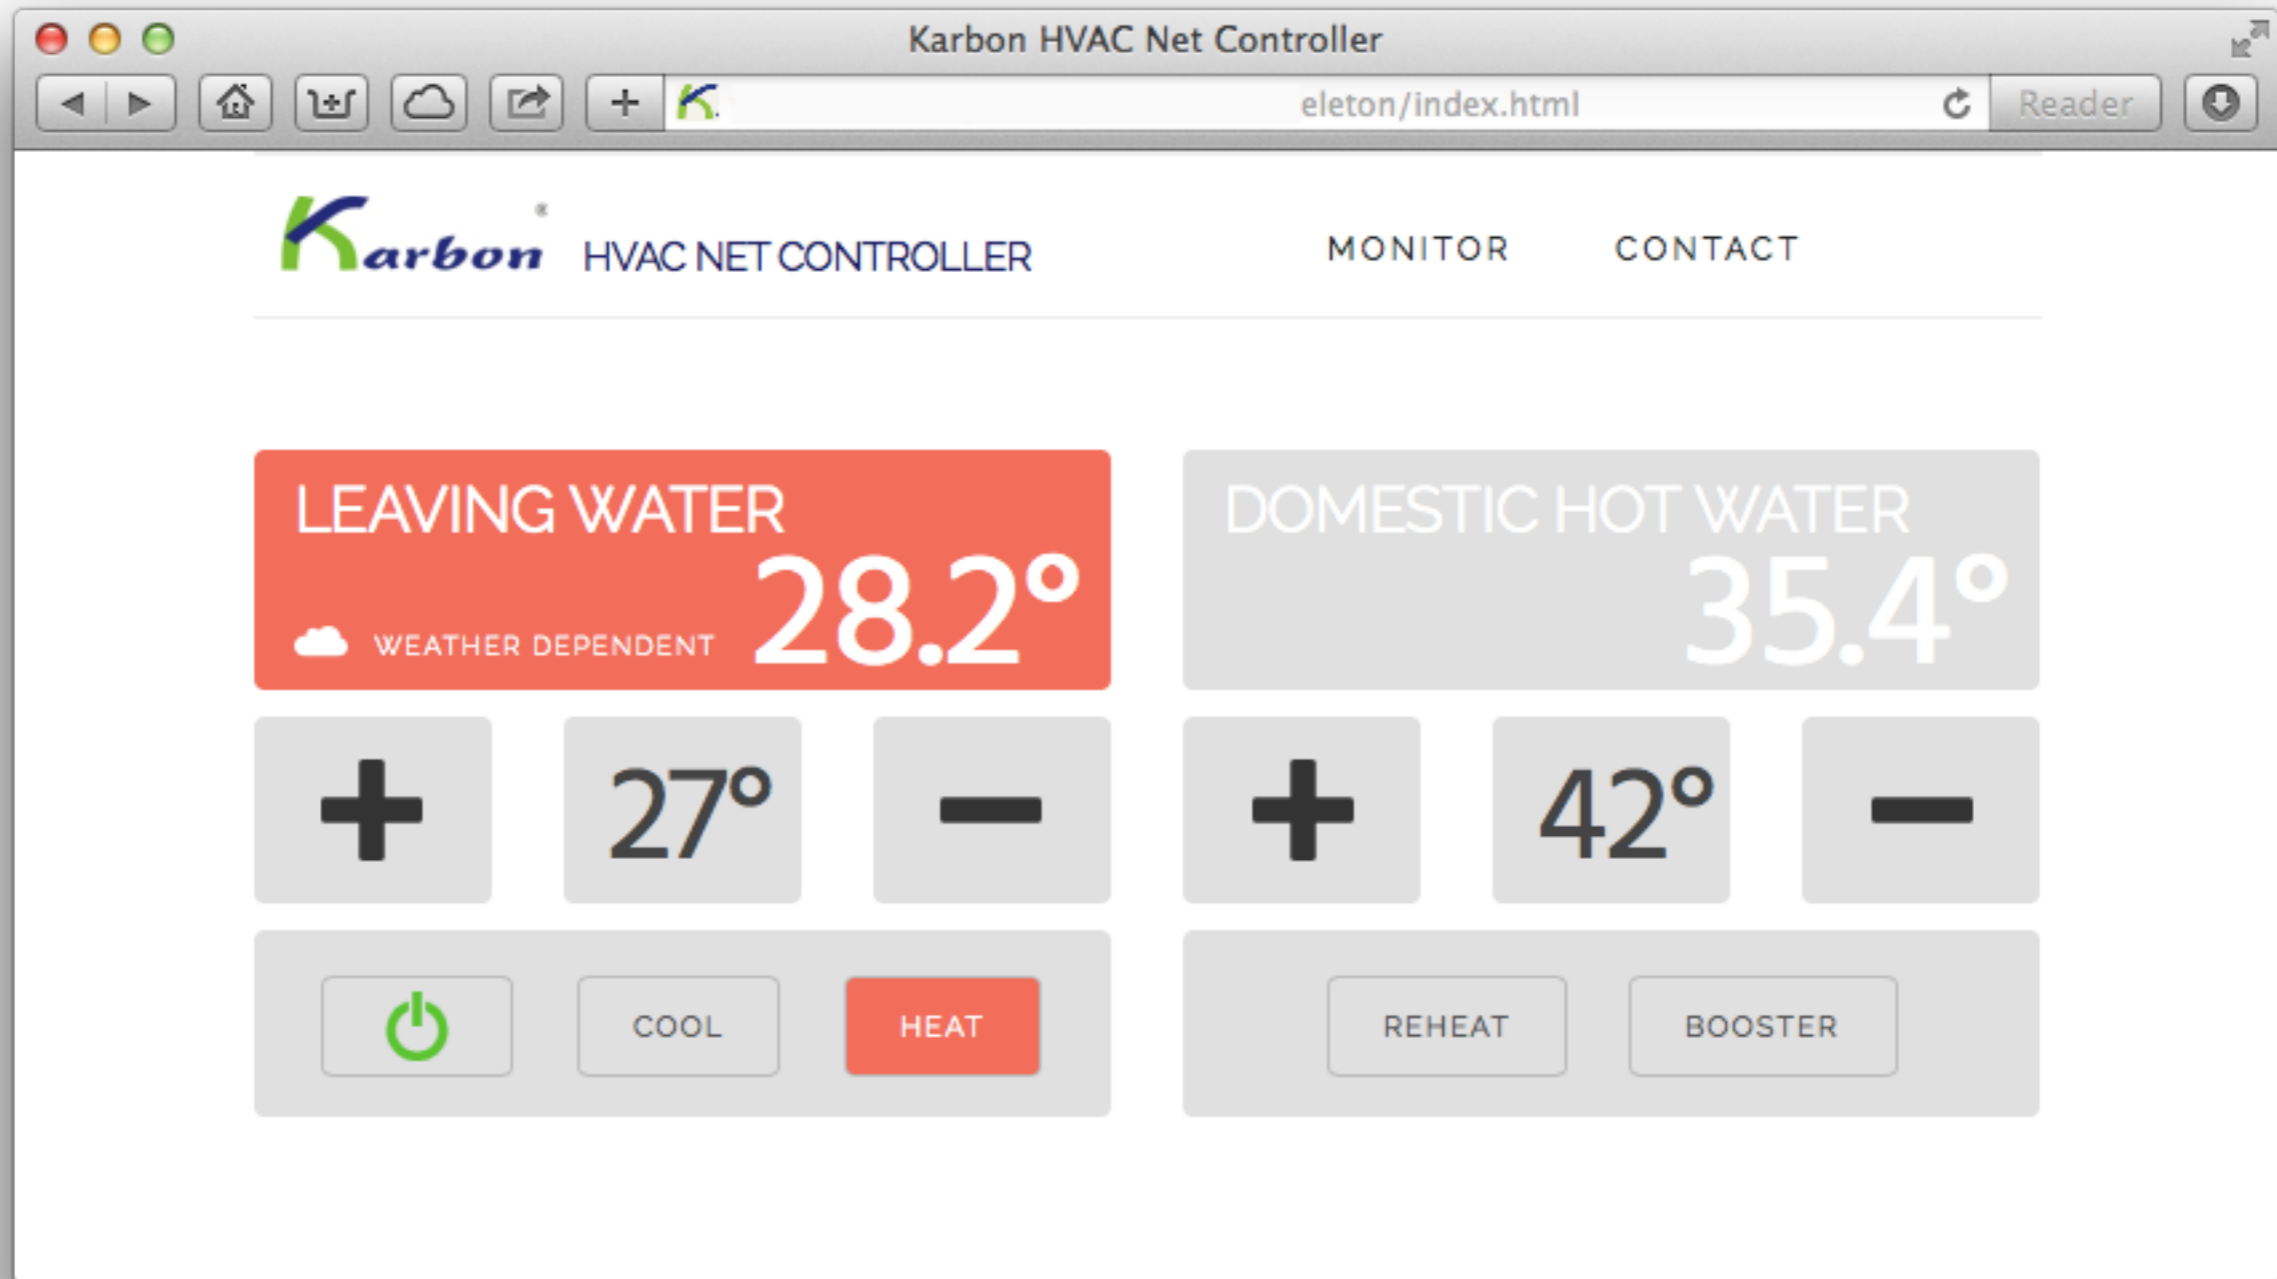 Karbon HVAC Net Controller
eleton/index.html
Reader
Karbon ® HVAC NET CONTROLLER
MONITOR
CONTACT
LEAVING WATER
28.2°
WEATHER DEPENDENT
DOMESTIC HOT WATER
35.4°
27°
42°
COOL
HEAT
REHEAT
BOOSTER